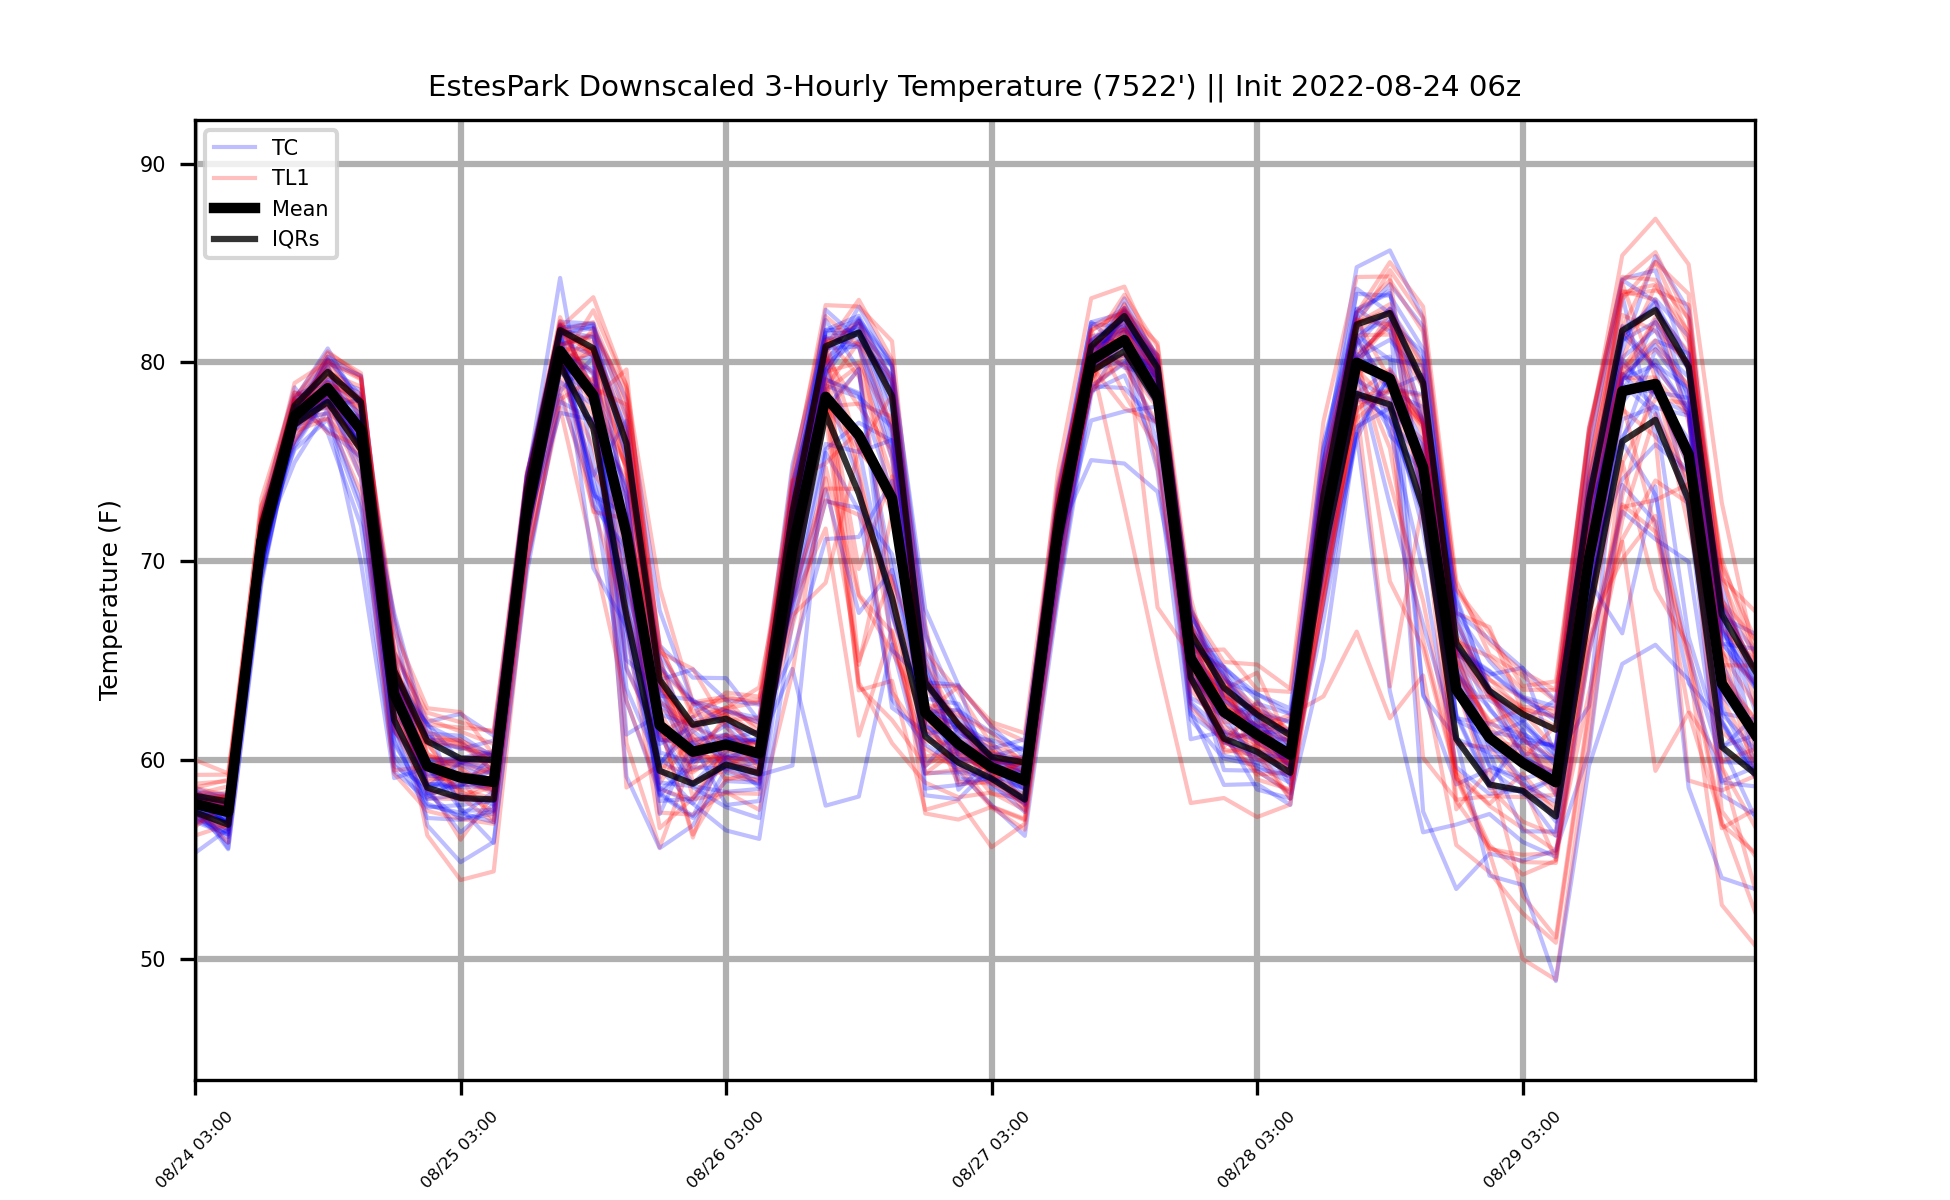 EstesPark Downscaled 3-Hourly Temperature (7522') || Init 2022-08-24 06z
TC
TL1
Mean
IQRs
90
80
70
60
50
Temperature (F)
08/24 03:00
08/25 03:00
08/26 03:00
08/27 03:00
08/28 03:00
08/29 03:00